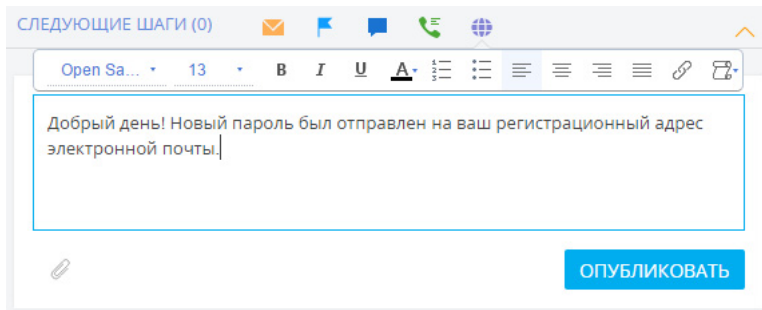 СЛЕДУЮЩИЕ ШАГИ (0)
Open Sa... 13 B I U A
Добрый день! Новый пароль был отправлен на ваш регистрационный адрес
электронной почты.
ОПУБЛИКОВАТЬ